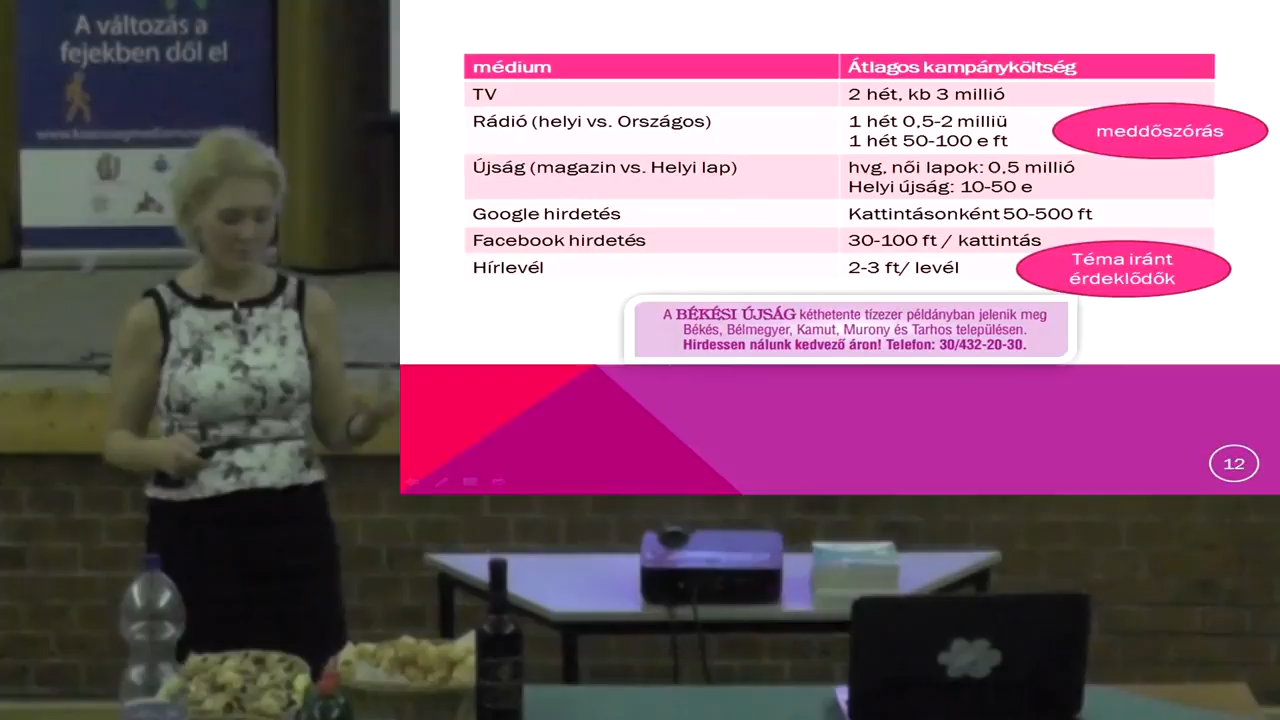 A változás a
fejekben dől el
médium
Átlagos kampányköltség
TV
2 hét, kb 3 millió
Rádió (helyi vs. Országos)
1 hét 0,5-2 milliü
1 hét 50-100 e ft
meddőszórás
Újság (magazin vs. Helyi lap)
hvg, női lapok: 0,5 millió
Helyi újság: 10-50 e
Google hirdetés
Kattintásonként 50-500 ft
Facebook hirdetés
30-100 ft / kattintás
Hírlevél
2-3 ft/ levél
Téma iránt
érdeklődők
A BÉKÉSI ÚJSÁG kéthetente tízezer példányban jelenik meg
Békés, Bélmegyer, Kamut, Murony és Tarhos településen.
Hirdessen nálunk kedvező áron! Telefon: 30/432-20-30.
12